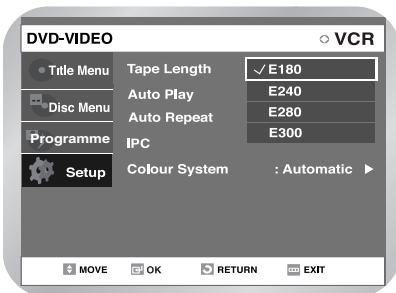 DVD-VIDEO VCR
Title Menu
Disc Menu
Programme
Setup
Tape Length ✓ E180
Auto Play E240
Auto Repeat E280
IPC E300
Colour System : Automatic ►
MOVE OK RETURN EXIT